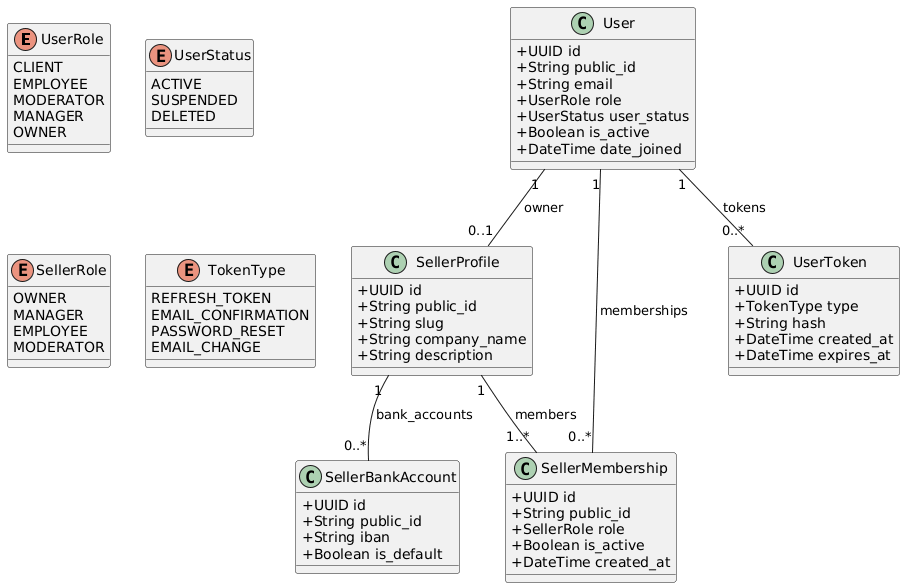 E UserRole
CLIENT
EMPLOYEE
MODERATOR
MANAGER
OWNER
E UserStatus
ACTIVE
SUSPENDED
DELETED
C User
+UUID id
+String public_id
+String email
+UserRole role
+UserStatus user_status
+Boolean is_active
+DateTime date_joined
1
1
1
owner
tokens
0..1
0..*
E SellerRole
OWNER
MANAGER
EMPLOYEE
MODERATOR
E TokenType
REFRESH_TOKEN
EMAIL_CONFIRMATION
PASSWORD_RESET
EMAIL_CHANGE
C SellerProfile
+UUID id
+String public_id
+String slug
+String company_name
+String description
memberships
C UserToken
+UUID id
+TokenType type
+String hash
+DateTime created_at
+DateTime expires_at
1
1
bank_accounts
members
0..*
1..*
0..*
C SellerBankAccount
+UUID id
+String public_id
+String iban
+Boolean is_default
C SellerMembership
+UUID id
+String public_id
+SellerRole role
+Boolean is_active
+DateTime created_at